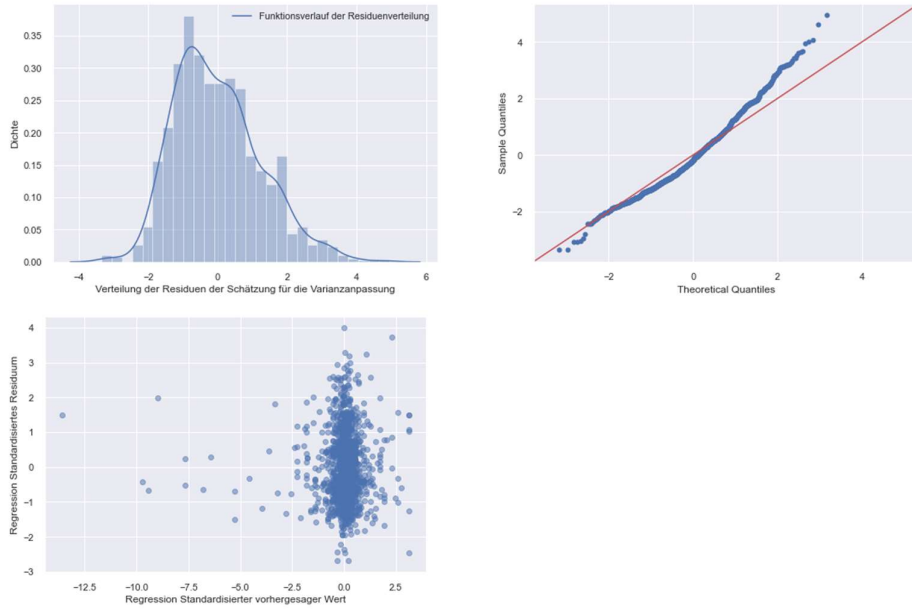 Funktionsverlauf der Residuenverteilung
0.35
0.30
0.25
0.20
0.15
0.10
0.05
0.00
Dichte
−4 −2 0 2 4 6
Verteilung der Residuen der Schätzung für die Varianzanpassung
4
2
0
−2
Sample Quantiles
−2 0 2 4
Theoretical Quantiles
4
3
2
1
0
−1
−2
−3
Regression Standardisiertes Residuum
−12.5 −10.0 −7.5 −5.0 −2.5 0.0 2.5
Regression Standardisierter vorhergesager Wert